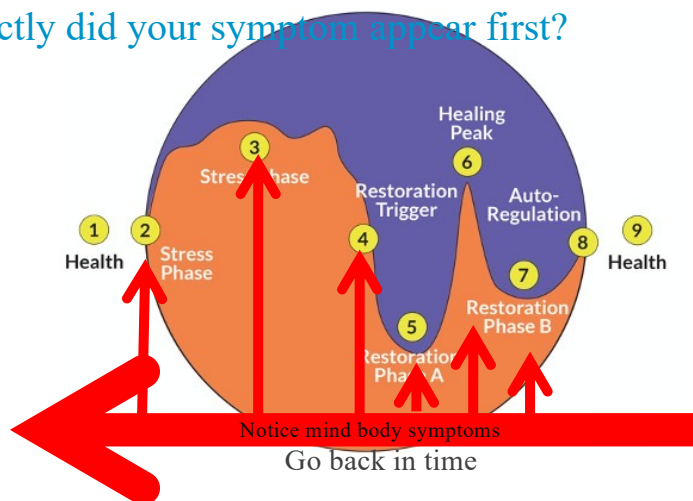 ctly did your symptom appear first?
Healing
Peak
6
3
Stress Phase
Restoration
Trigger
Auto-
Regulation
1
2
4
8
9
Health
Stress
Phase
Health
7
5
Restoration
Phase B
Restoration
Phase A
Notice mind body symptoms
Go back in time